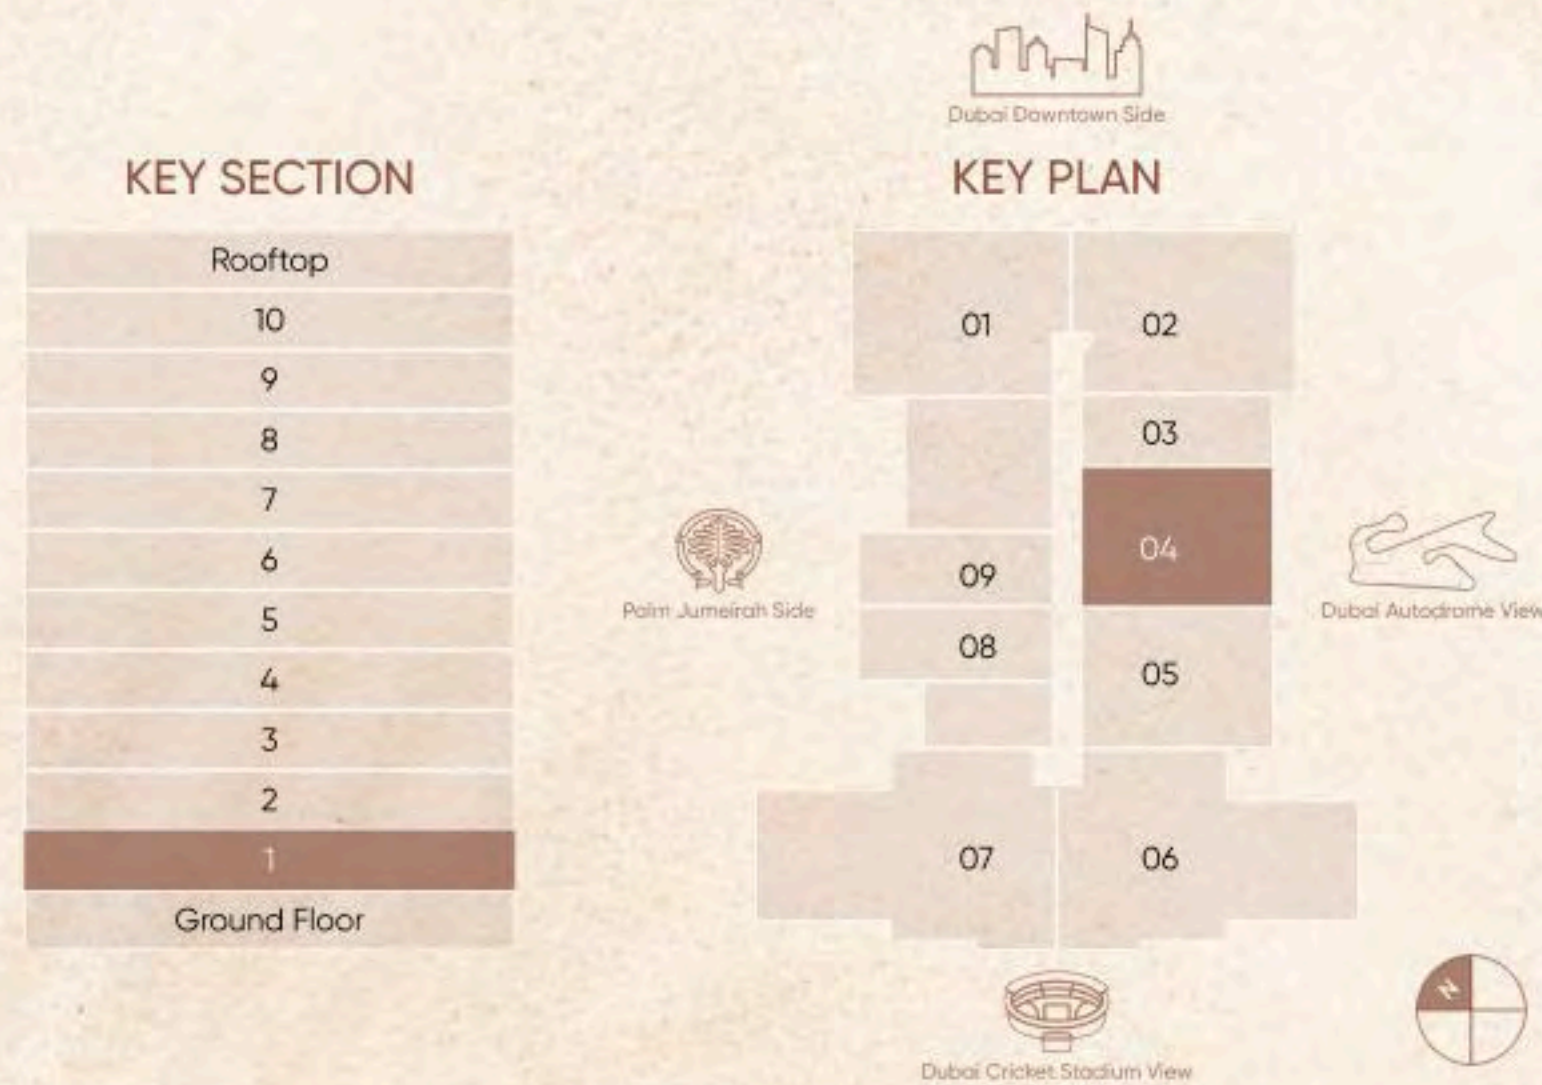 Dubai Downtown Side
KEY SECTION
KEY PLAN
Rooftop
10
9
8
7
6
5
4
3
2
1
Ground Floor
01
02
03
04
09
08
05
07
06
Palm Jumeirah Side
Dubai Autodrome View
Dubai Cricket Stadium View
N